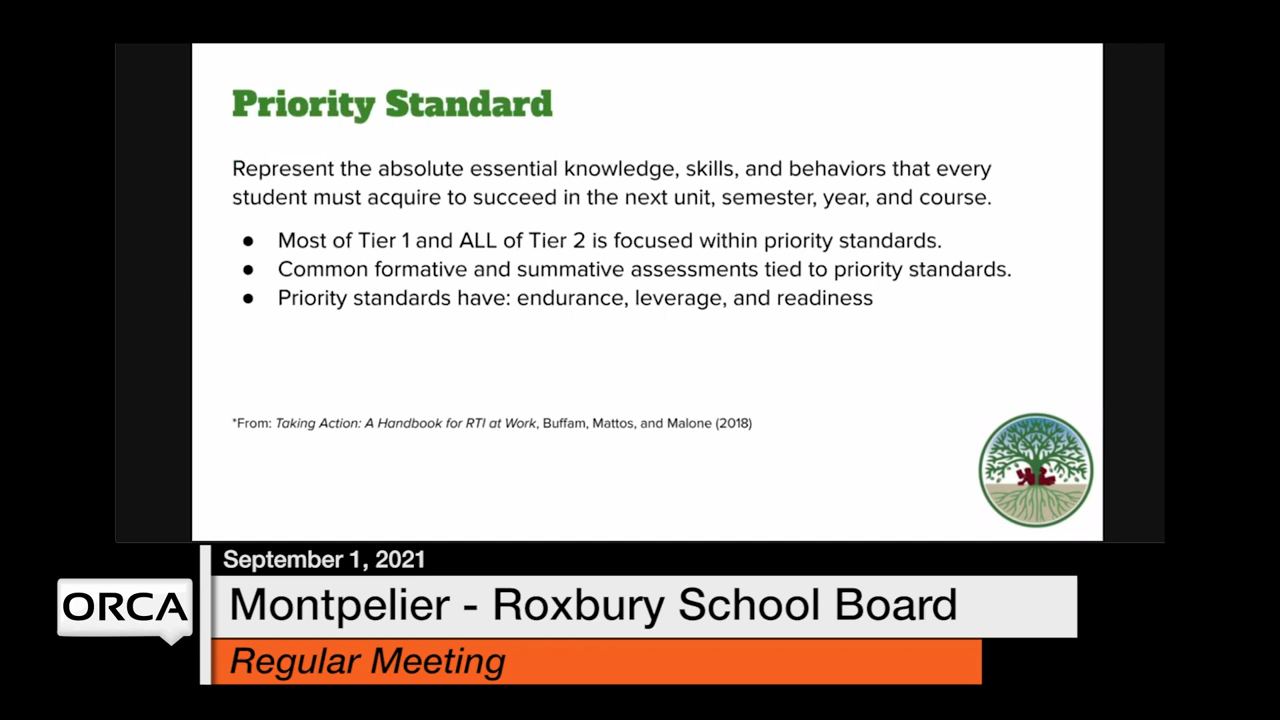 Priority Standard
Represent the absolute essential knowledge, skills, and behaviors that every
student must acquire to succeed in the next unit, semester, year, and course.
● Most of Tier 1 and ALL of Tier 2 is focused within priority standards.
● Common formative and summative assessments tied to priority standards.
● Priority standards have: endurance, leverage, and readiness
*From: Taking Action: A Handbook for RTI at Work, Buffam, Mattos, and Malone (2018)
September 1, 2021
ORCA
Montpelier - Roxbury School Board
Regular Meeting